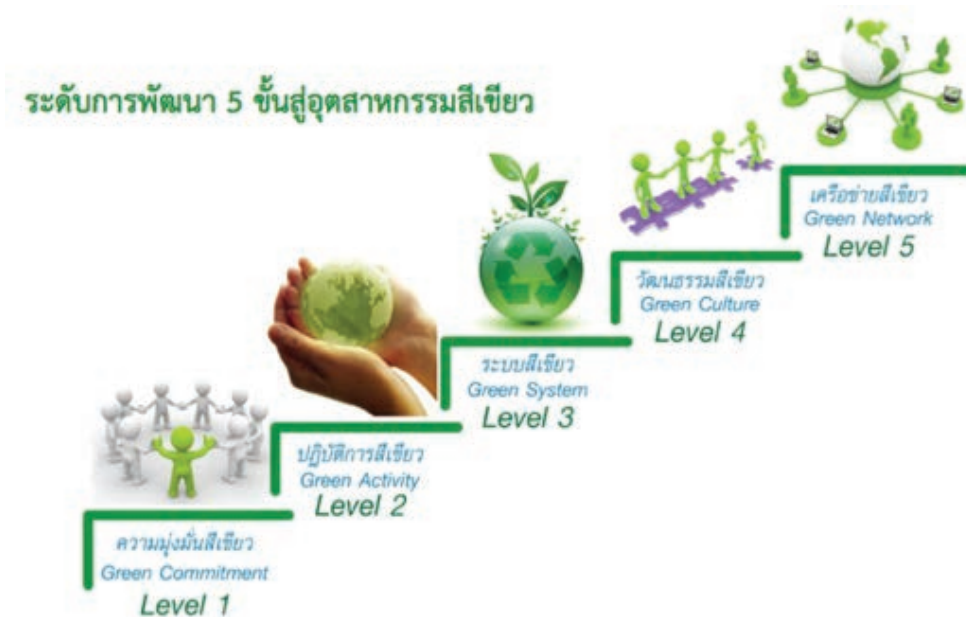 ระดับการพัฒนา 5 ขั้นสู่อุตสาหกรรมสีเขียว
เครือข่ายสีเขียว
Green Network
Level 5
วัฒนธรรมสีเขียว
Green Culture
Level 4
ระบบสีเขียว
Green System
Level 3
ปฏิบัติการสีเขียว
Green Activity
Level 2
ความมุ่งมั่นสีเขียว
Green Commitment
Level 1